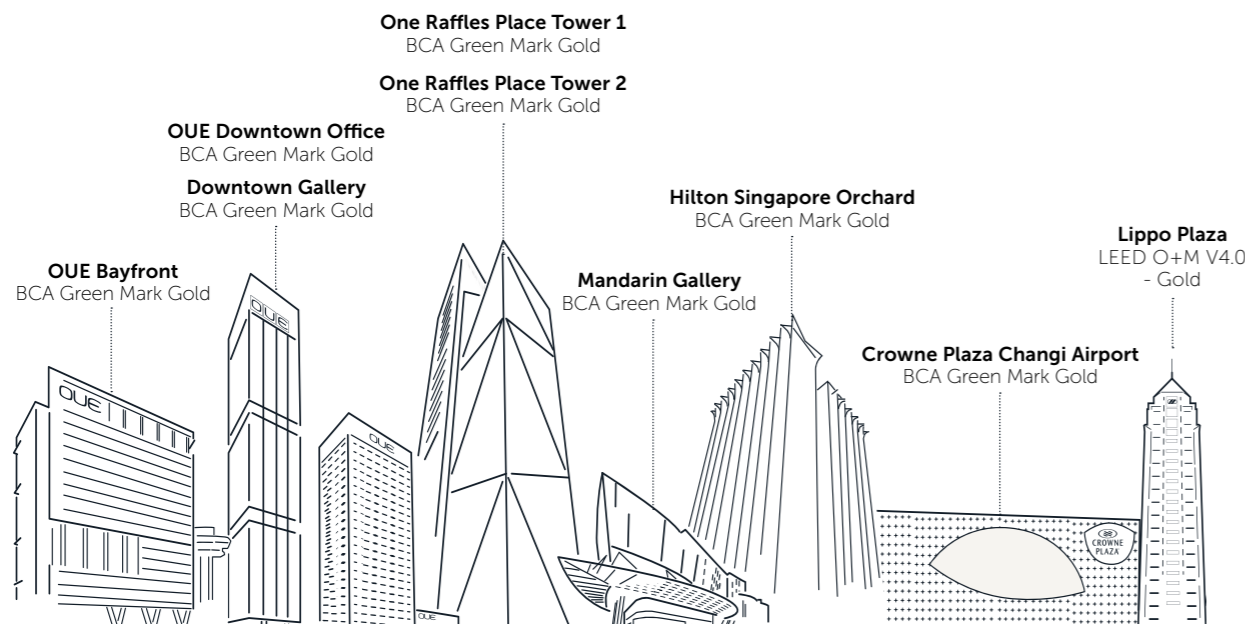 One Raffles Place Tower 1
BCA Green Mark Gold
One Raffles Place Tower 2
BCA Green Mark Gold
OUE Downtown Office
BCA Green Mark Gold
Downtown Gallery
BCA Green Mark Gold
Hilton Singapore Orchard
BCA Green Mark Gold
Lippo Plaza
LEED O+M V4.0
- Gold
OUE Bayfront
BCA Green Mark Gold
Mandarin Gallery
BCA Green Mark Gold
Crowne Plaza Changi Airport
BCA Green Mark Gold
OUE
OUE
OUE
OUE
CROWNE
PLAZA